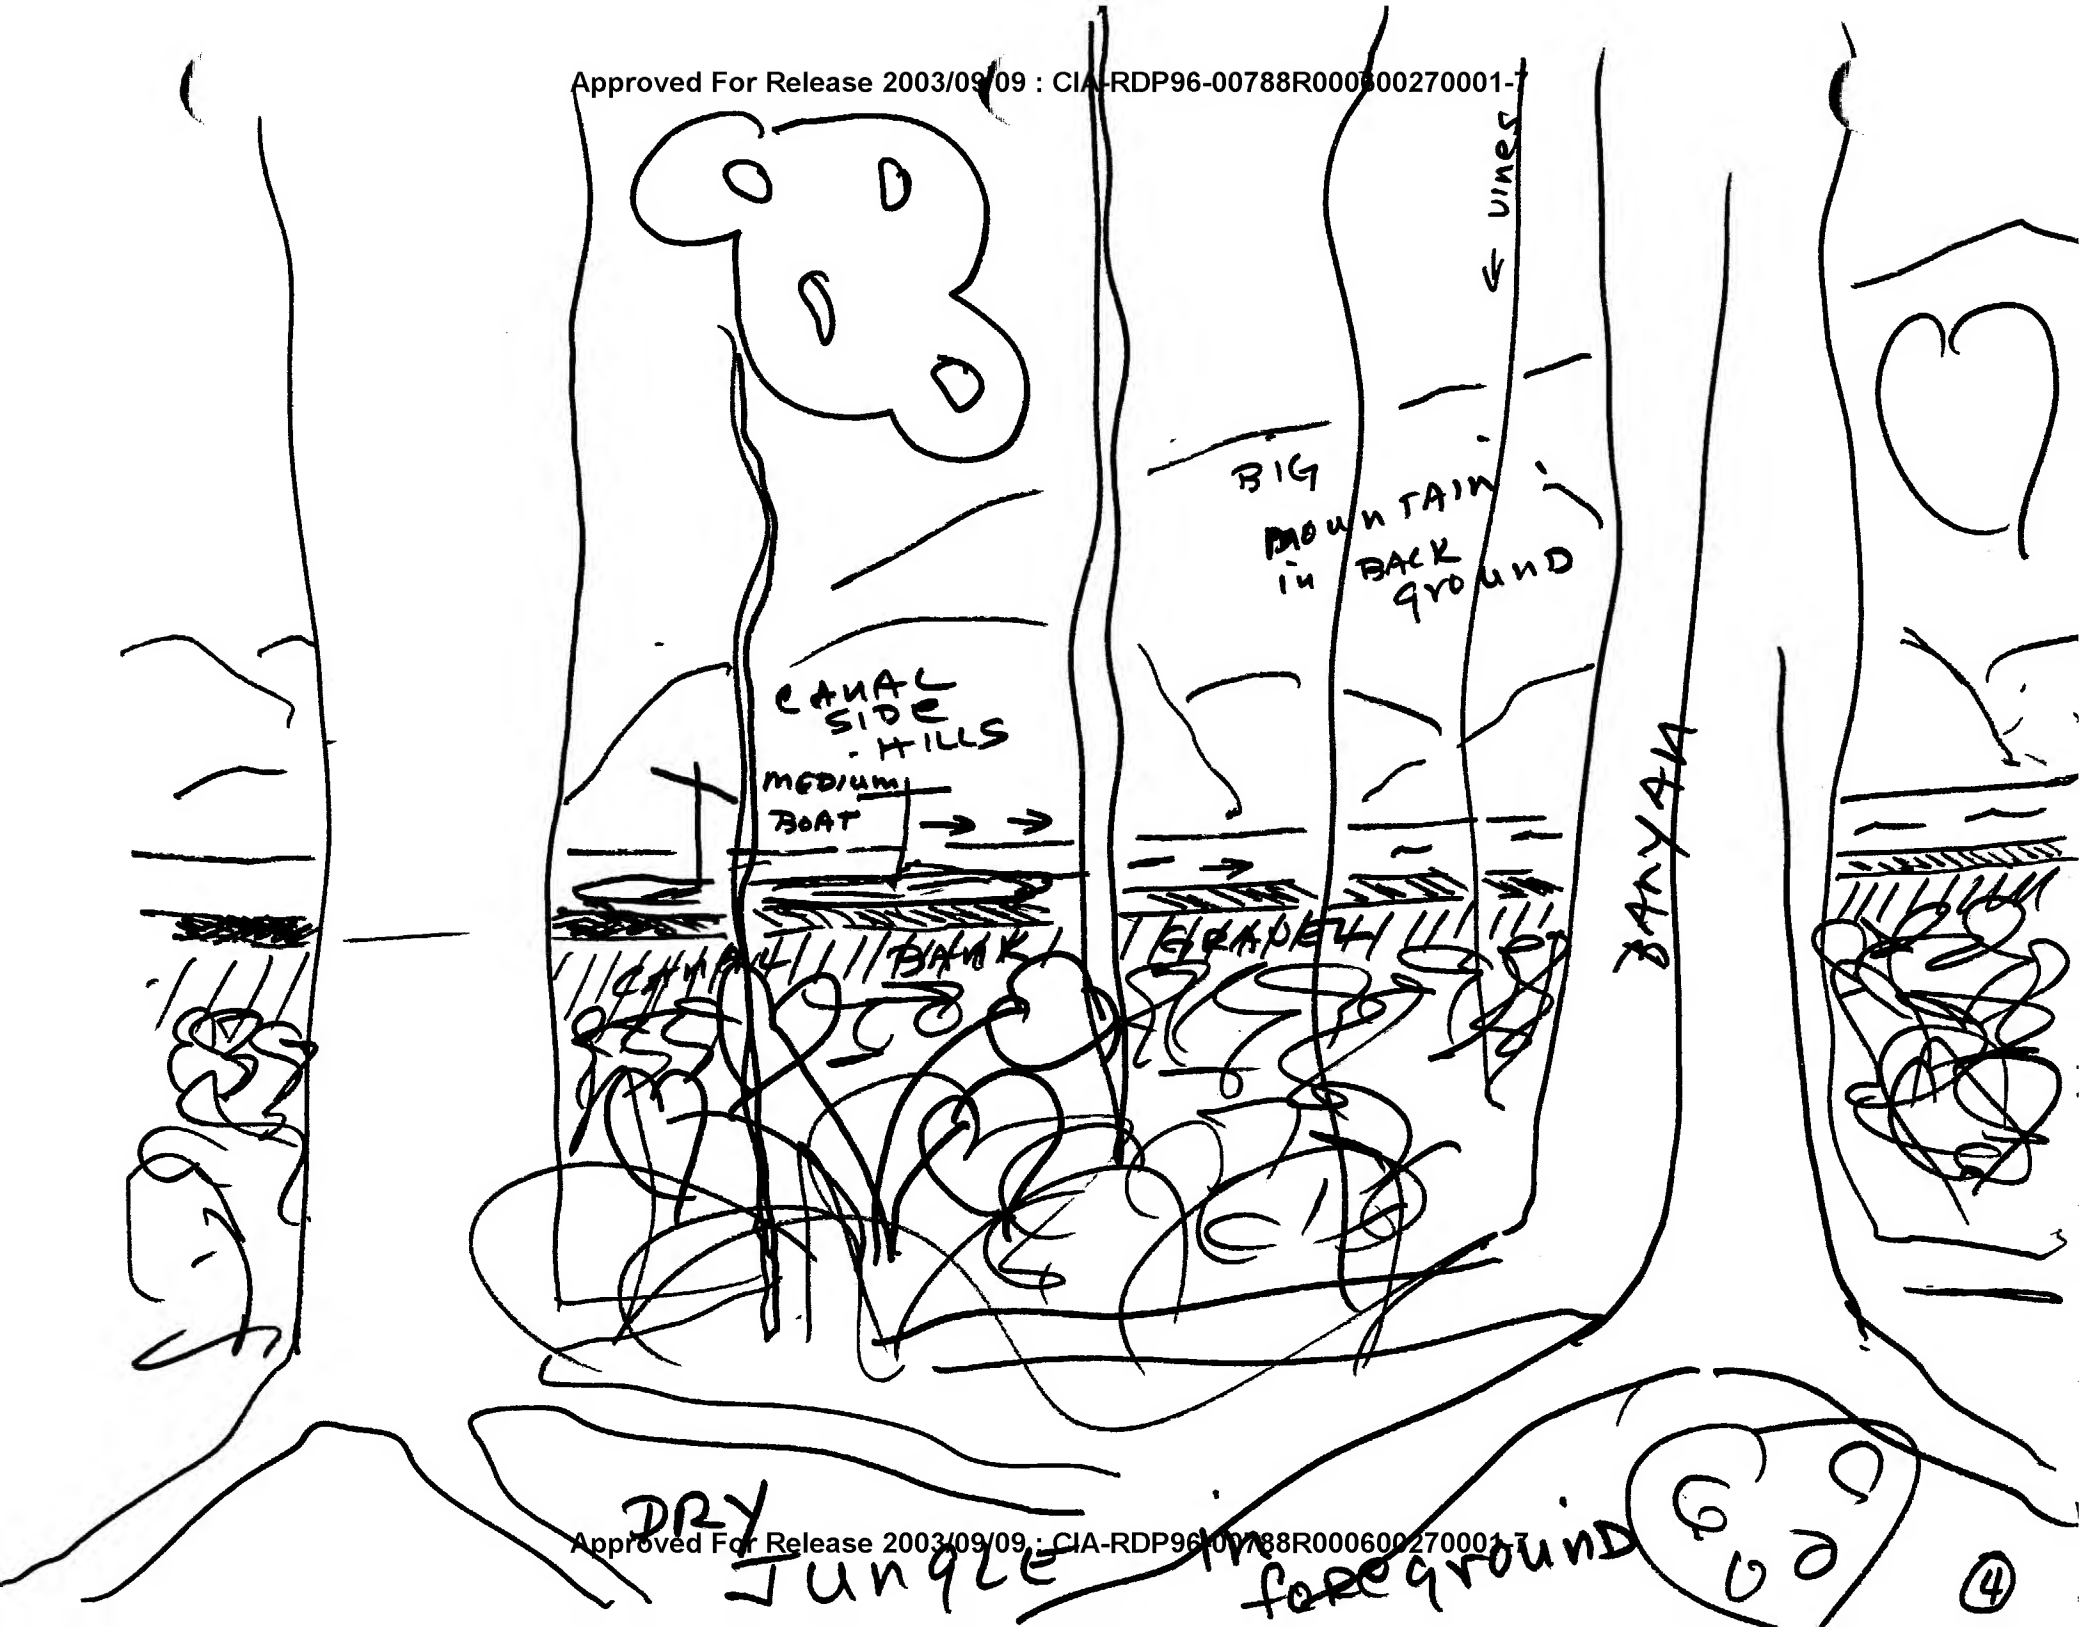 Approved For Release 2003/09/09 : CIA-RDP96-00788R000600270001-7
← vines
BIG
mounTAin
in BACK
grounD
CANAL
SIDE
HILLS
meDium
BOAT
BANYAN
CANAL BANK GRAVEL
DRY
Approved For Release 2003/09/09 : CIA-RDP96-00788R000600270001-7
JunglE in
foREgrounD
4